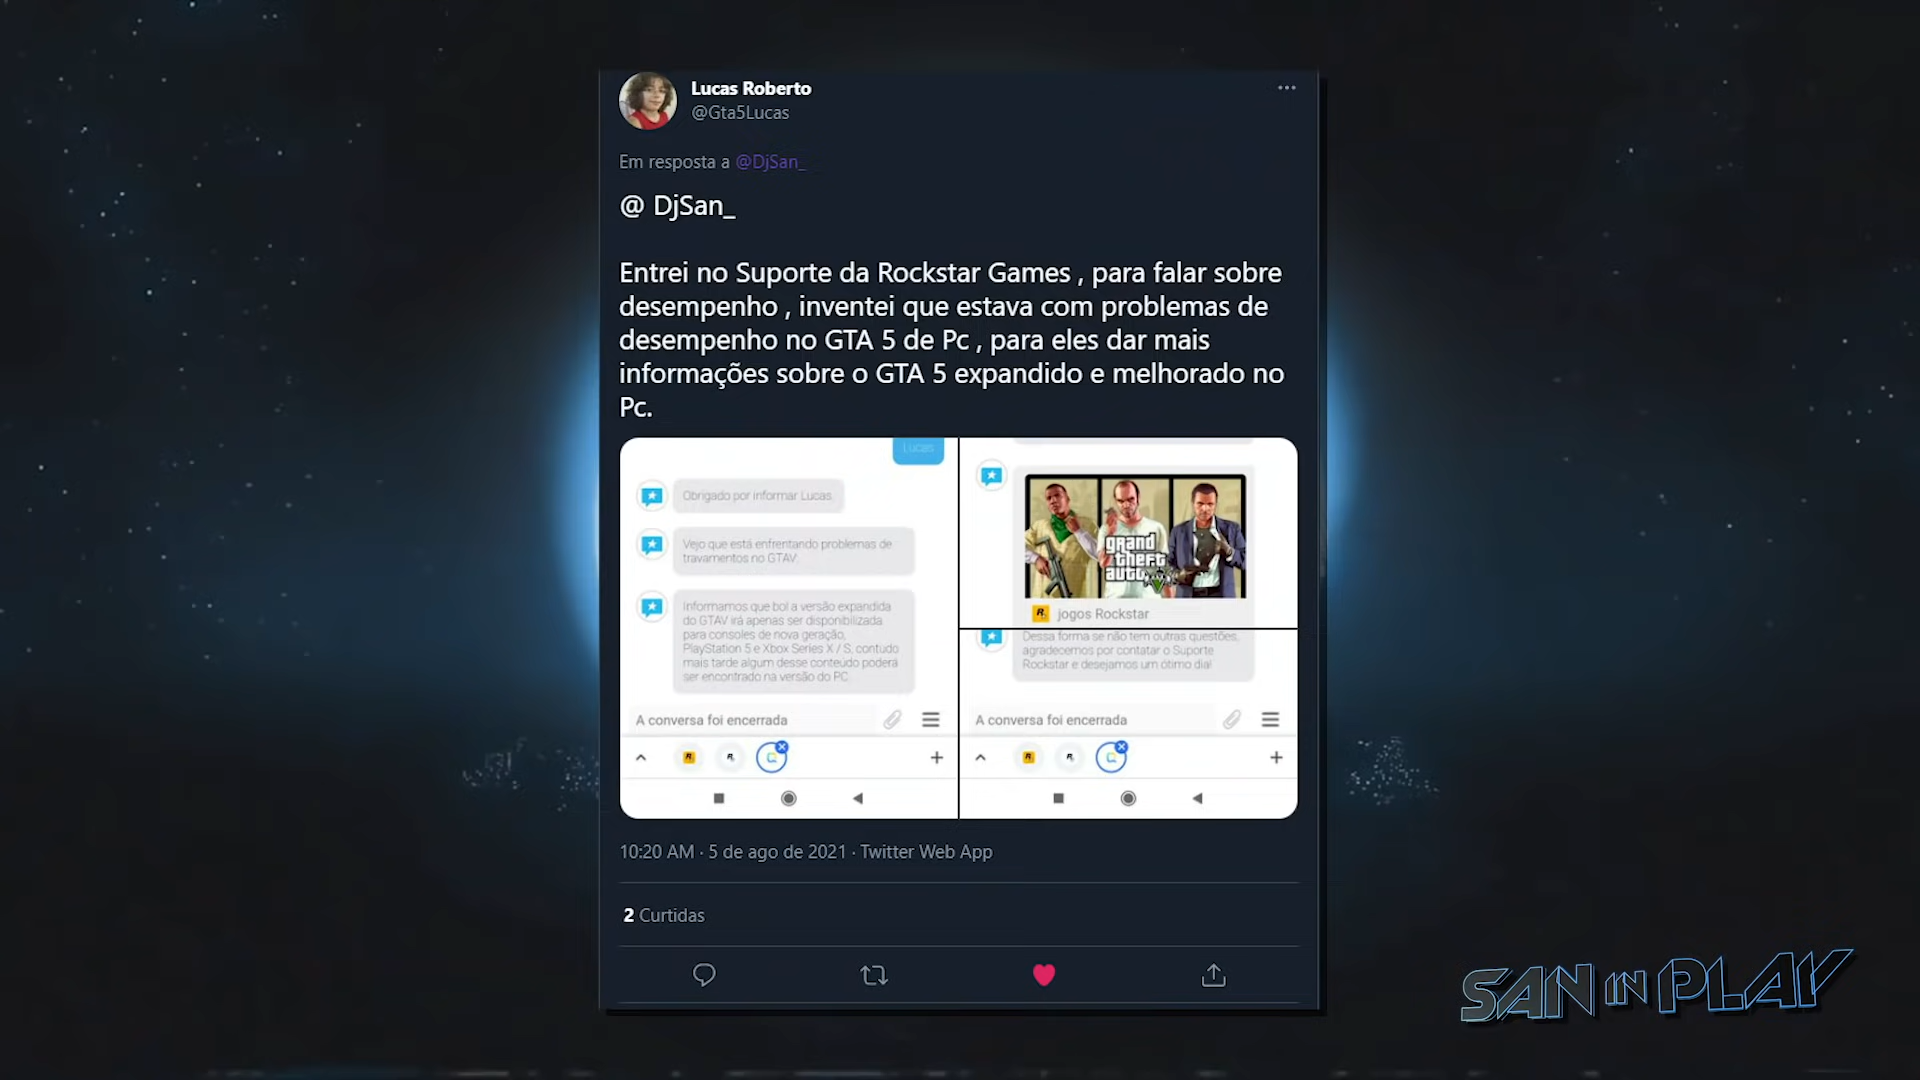 Lucas Roberto
@Gta5Lucas
Em resposta a @DjSan_
@ DjSan_
Entrei no Suporte da Rockstar Games , para falar sobre
desempenho , inventei que estava com problemas de
desempenho no GTA 5 de Pc , para eles dar mais
informações sobre o GTA 5 expandido e melhorado no
Pc.
Lucas
Obrigado por informar Lucas.
Vejo que está enfrentando problemas de
travamentos no GTAV.
Informamos que bol a versão expandida
do GTAV irá apenas ser disponibilizada
para consoles de nova geração,
PlayStation 5 e Xbox Series X / S, contudo
mais tarde algum desse conteúdo poderá
ser encontrado na versão do PC.
A conversa foi encerrada
grand
theft
auto
V
jogos Rockstar
Dessa forma se não tem outras questões,
agradecemos por contatar o Suporte
Rockstar e desejamos um ótimo dia!
A conversa foi encerrada
10:20 AM · 5 de ago de 2021 · Twitter Web App
2 Curtidas
SAN IN PLAY